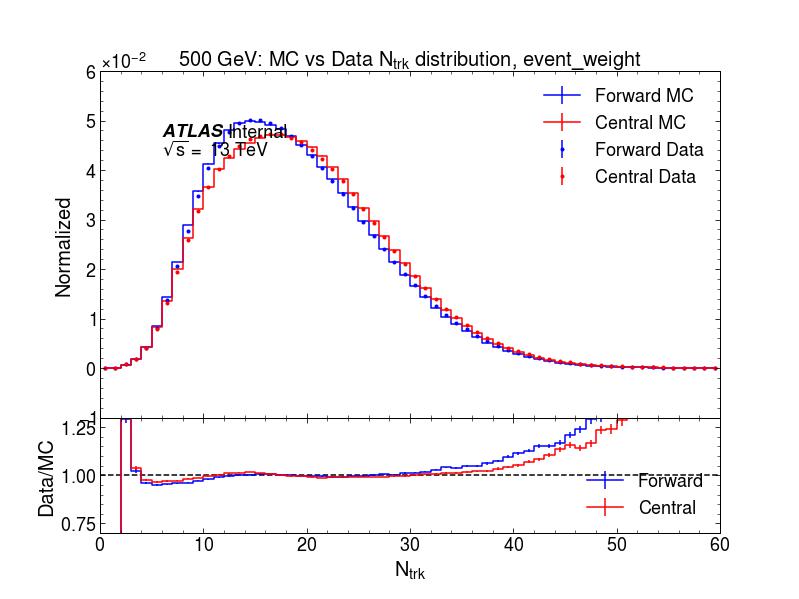 ×10⁻²
500 GeV: MC vs Data N_trk distribution, event_weight
6
5
4
3
2
1
0
−1
Normalized
ATLAS Internal
√s = 13 TeV
Forward MC
Central MC
Forward Data
Central Data
1.25
1.00
0.75
Data/MC
Forward
Central
0 10 20 30 40 50 60
N_trk